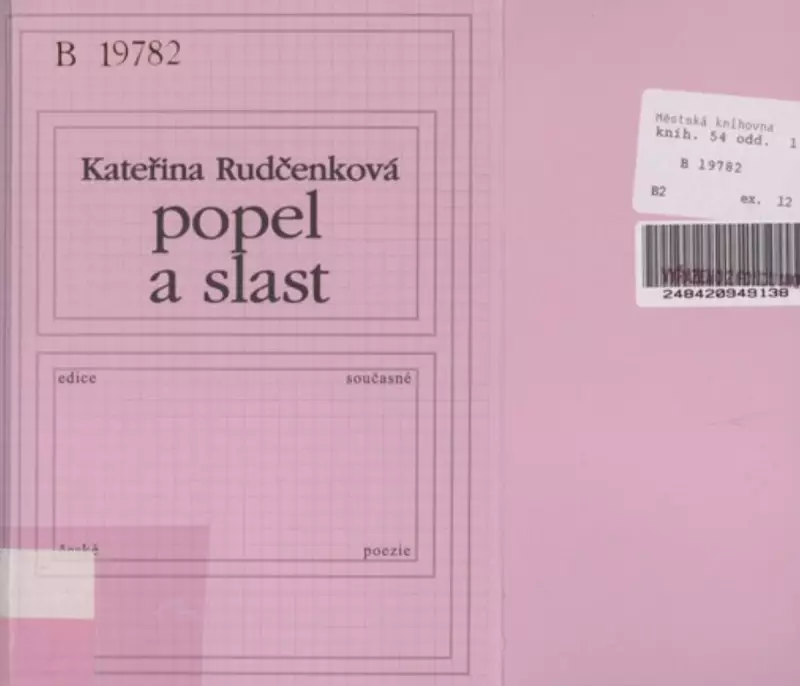 B 19782
Kateřina Rudčenková
popel
a slast
edice současné
české poezie
Městská knihovna
knih. 54 odd. 1
B 19782
B2 ex. 12
248420949138